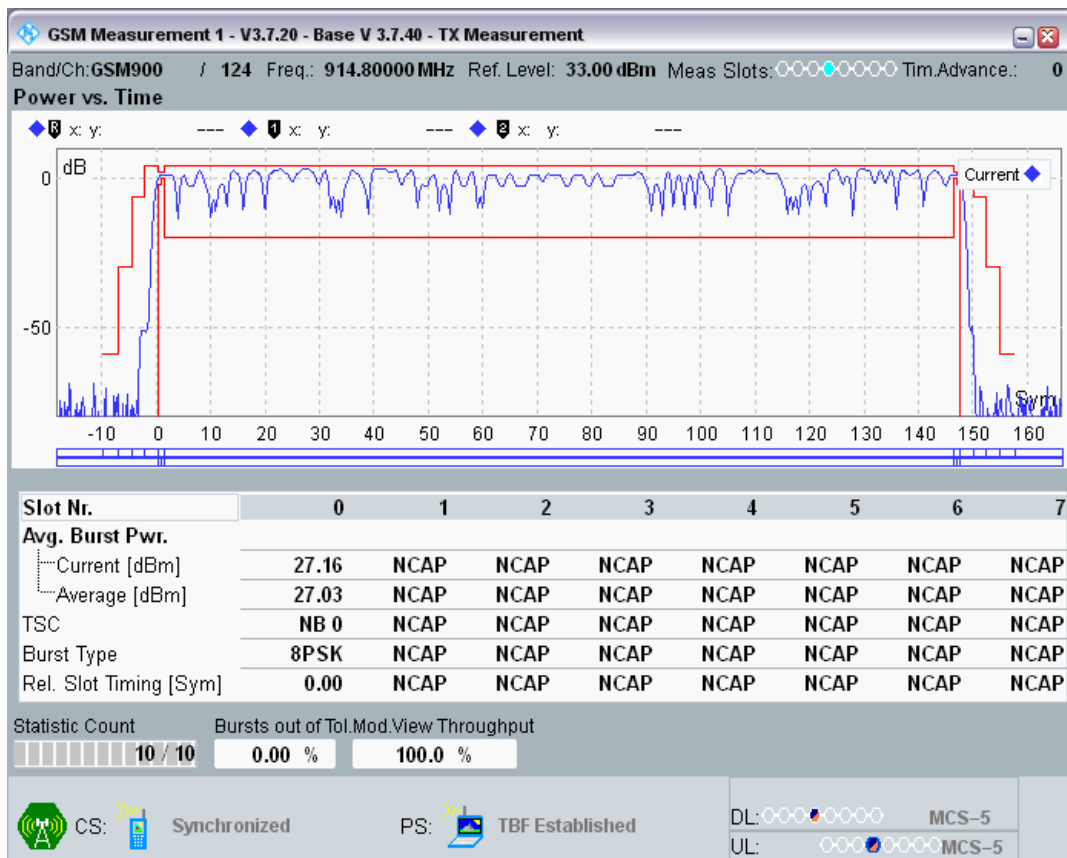 GSM Measurement 1 - V3.7.20 - Base V 3.7.40 - TX Measurement
Band/Ch:GSM900 / 124 Freq.: 914.80000 MHz Ref. Level: 33.00 dBm Meas Slots: Tim.Advance.: 0
Power vs. Time
R x: y: --- 1 x: y: --- 2 x: y: ---
dB
0
Current
-50
Sym
-10 0 10 20 30 40 50 60 70 80 90 100 110 120 130 140 150 160
Slot Nr. 0 1 2 3 4 5 6 7
Avg. Burst Pwr.
Current [dBm] 27.16 NCAP NCAP NCAP NCAP NCAP NCAP NCAP
Average [dBm] 27.03 NCAP NCAP NCAP NCAP NCAP NCAP NCAP
TSC NB 0 NCAP NCAP NCAP NCAP NCAP NCAP NCAP
Burst Type 8PSK NCAP NCAP NCAP NCAP NCAP NCAP NCAP
Rel. Slot Timing [Sym] 0.00 NCAP NCAP NCAP NCAP NCAP NCAP NCAP
Statistic Count Bursts out of Tol. Mod.View Throughput
10 / 10 0.00 % 100.0 %
CS: Synchronized PS: TBF Established DL: MCS-5
UL: MCS-5